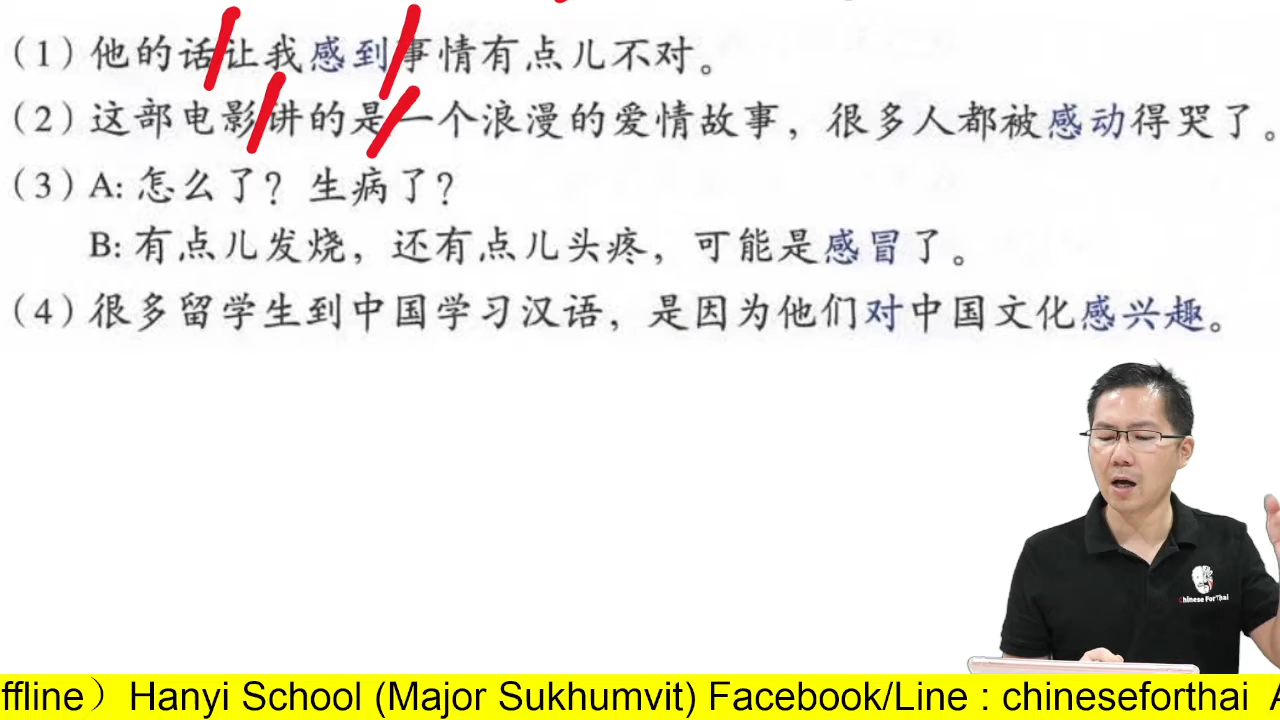 （1）他的话让我感到事情有点儿不对。
（2）这部电影讲的是一个浪漫的爱情故事，很多人都被感动得哭了。
（3）A: 怎么了？生病了？
B: 有点儿发烧，还有点儿头疼，可能是感冒了。
（4）很多留学生到中国学习汉语，是因为他们对中国文化感兴趣。
Chinese For Thai
ffline） Hanyi School (Major Sukhumvit) Facebook/Line : chineseforthai A